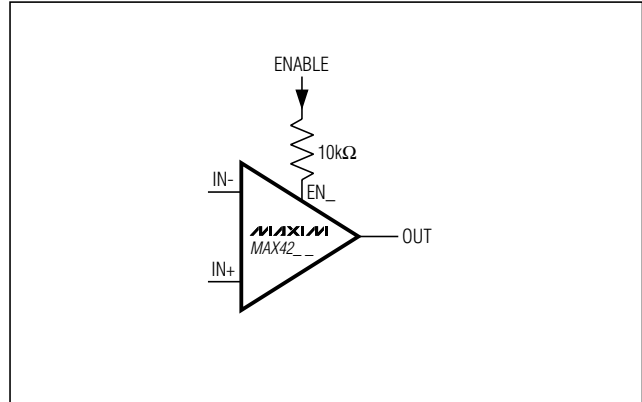 ENABLE
10kΩ
IN-
EN_
MAXIM
MAX42_ _
OUT
IN+